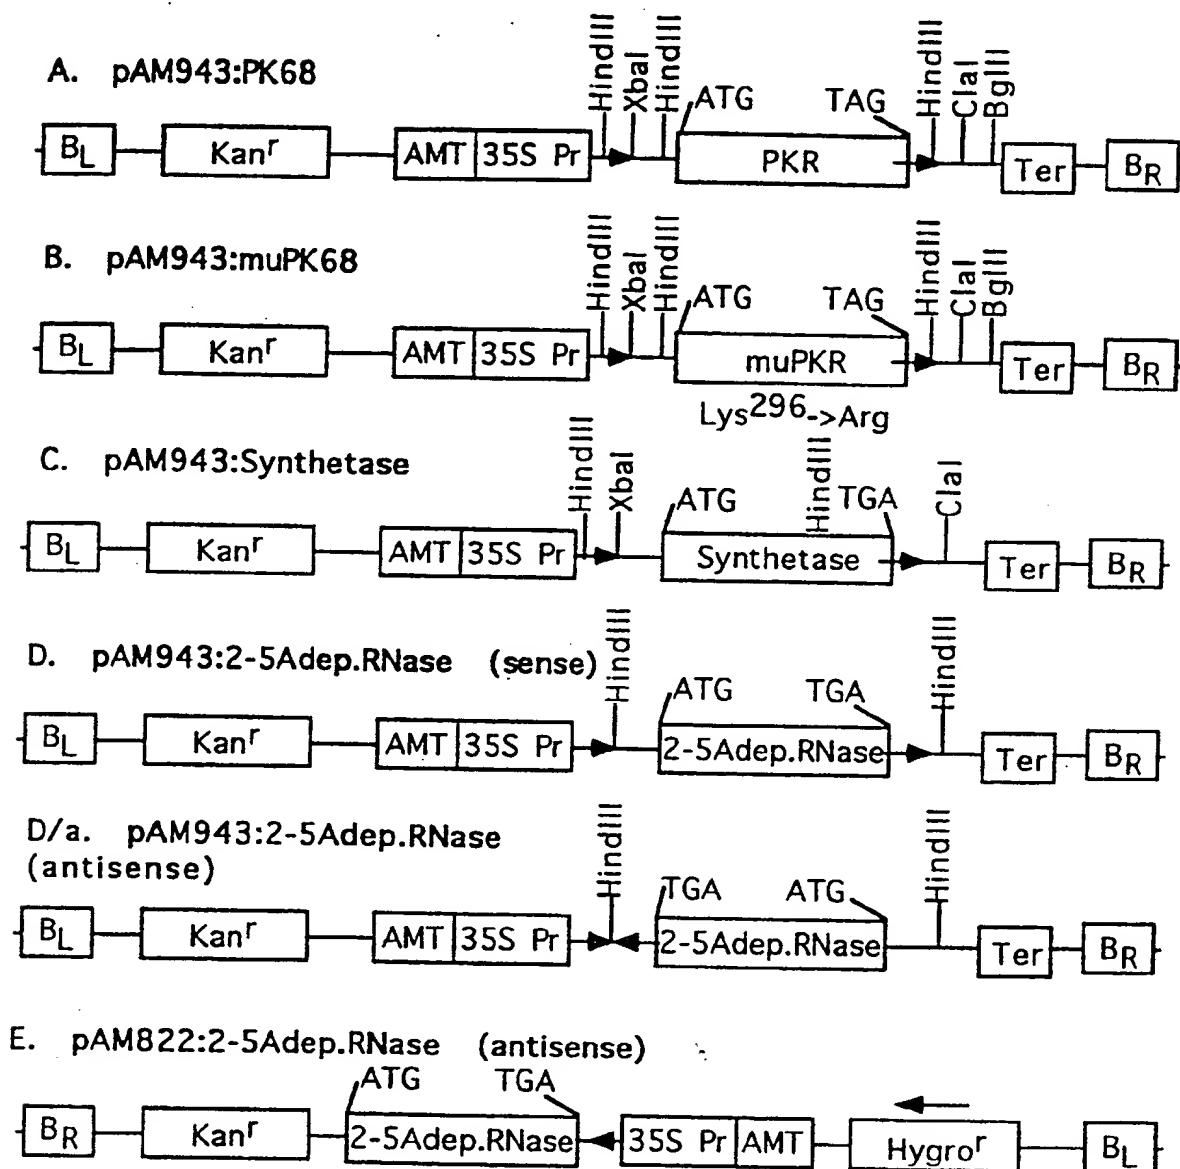 A. pAM943:PK68
HindIII XbaI HindIII HindIII ClaI BglII
ATG TAG
BL Kanr AMT 35S Pr PKR Ter BR
B. pAM943:muPK68
HindIII XbaI HindIII HindIII ClaI BglII
ATG TAG
BL Kanr AMT 35S Pr muPKR Ter BR
Lys296->Arg
C. pAM943:Synthetase
HindIII XbaI HindIII ClaI
ATG TGA
BL Kanr AMT 35S Pr Synthetase Ter BR
D. pAM943:2-5Adep.RNase (sense)
HindIII HindIII
ATG TGA
BL Kanr AMT 35S Pr 2-5Adep.RNase Ter BR
D/a. pAM943:2-5Adep.RNase
(antisense)
HindIII HindIII
TGA ATG
BL Kanr AMT 35S Pr 2-5Adep.RNase Ter BR
E. pAM822:2-5Adep.RNase (antisense)
ATG TGA
BR Kanr 2-5Adep.RNase 35S Pr AMT Hygror BL